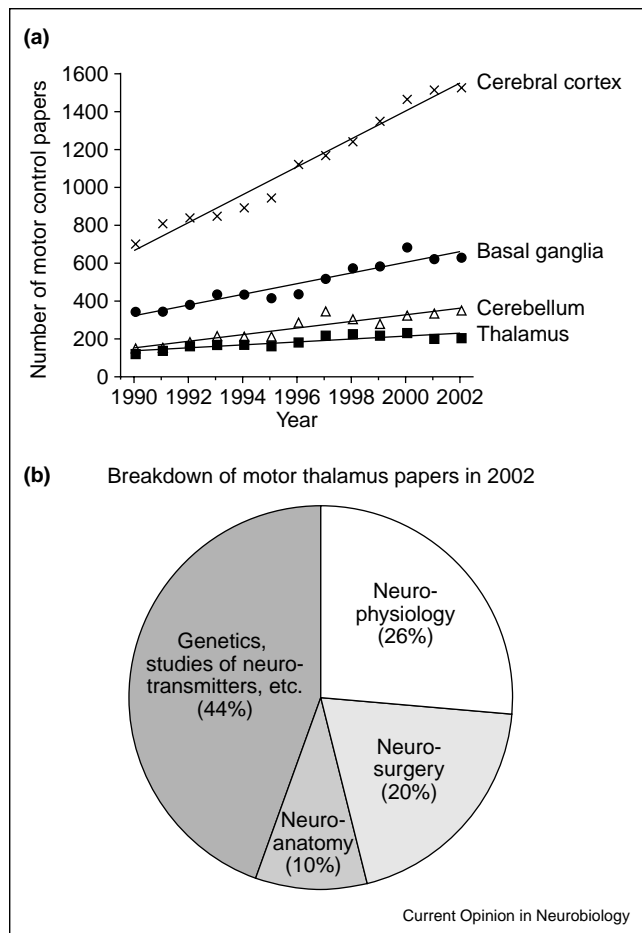 (a)
Number of motor control papers
1600
1400
1200
1000
800
600
400
200
0
1990 1992 1994 1996 1998 2000 2002
Year
Cerebral cortex
Basal ganglia
Cerebellum
Thalamus
(b) Breakdown of motor thalamus papers in 2002
Neuro-
physiology
(26%)
Genetics,
studies of neuro-
transmitters, etc.
(44%)
Neuro-
surgery
(20%)
Neuro-
anatomy
(10%)
Current Opinion in Neurobiology